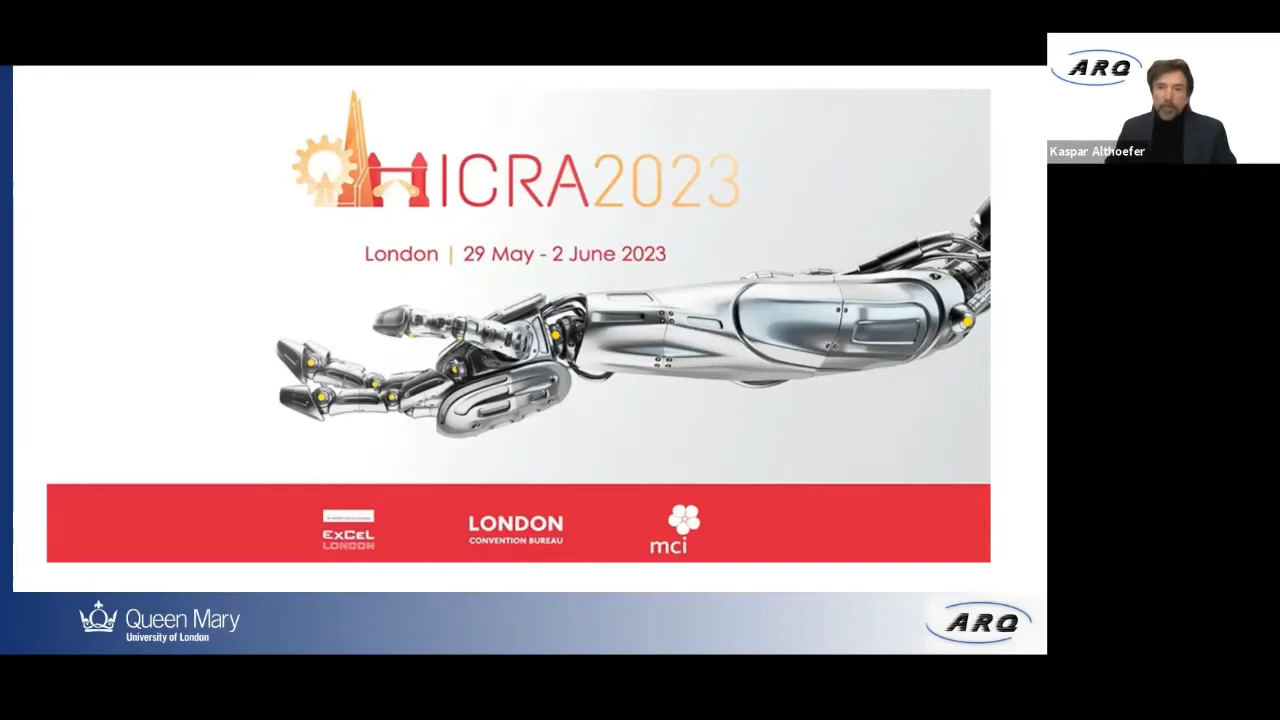 ICRA2023
London | 29 May - 2 June 2023
ExCeL
LONDON
LONDON
CONVENTION BUREAU
mci
Queen Mary
University of London
ARQ
ARQ
Kaspar Althoefer